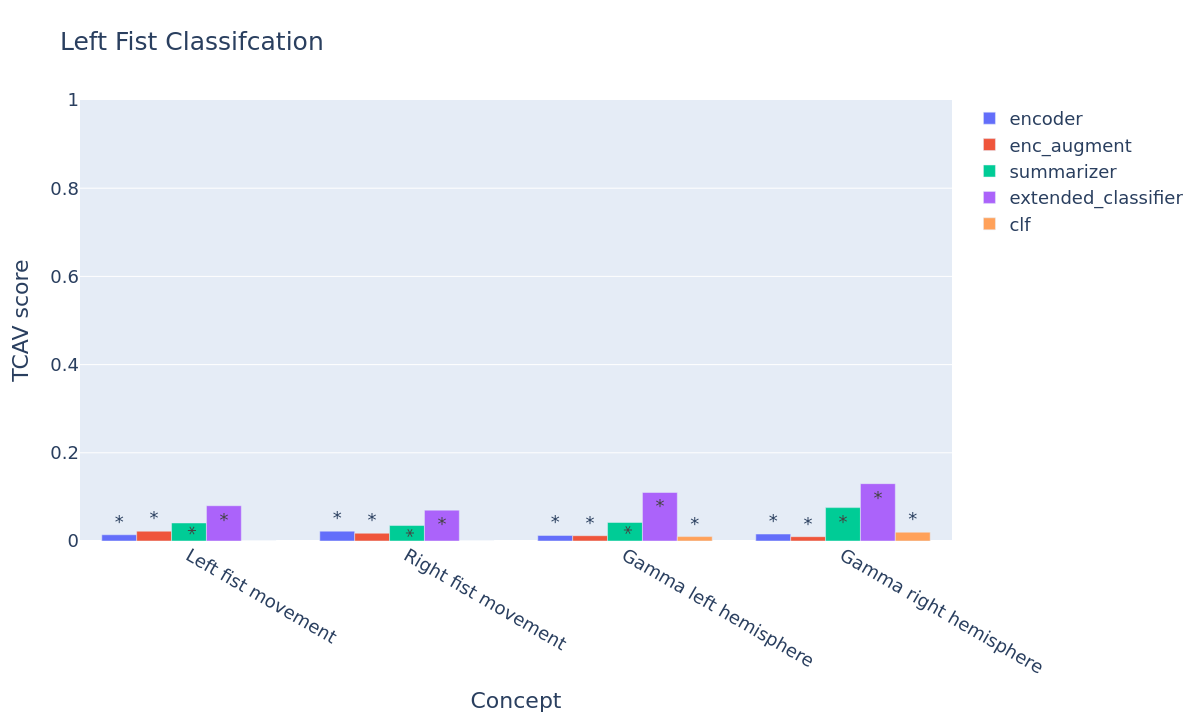 Left Fist Classifcation
encoder
enc_augment
summarizer
extended_classifier
clf
TCAV score
1
0.8
0.6
0.4
0.2
0
* * * * * * * * * * * * * * * * * *
Left fist movement
Right fist movement
Gamma left hemisphere
Gamma right hemisphere
Concept